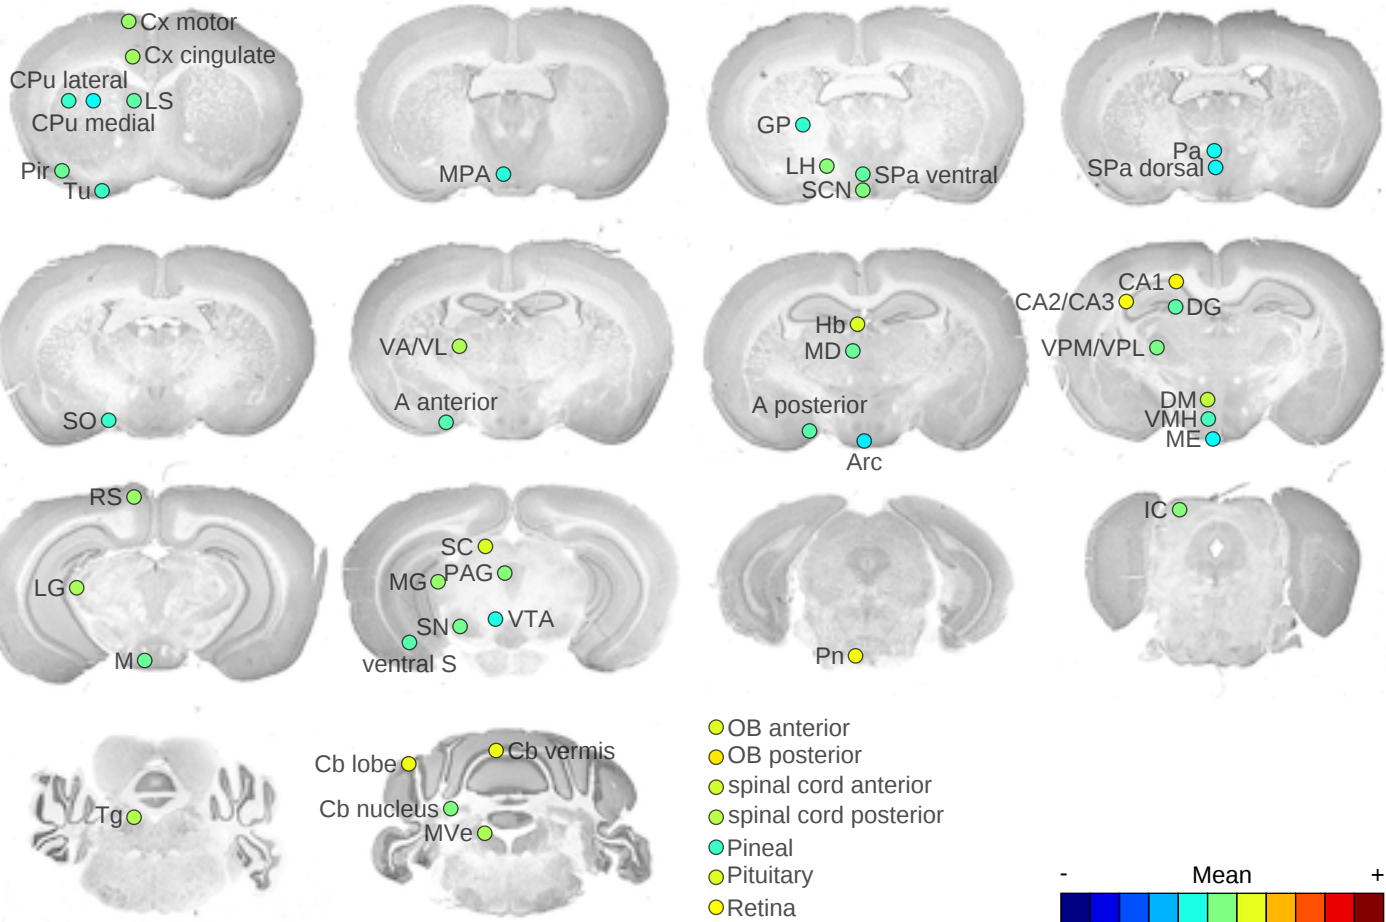 Cx motor
Cx cingulate
CPu lateral
LS
CPu medial
Pir
Tu
MPA
GP
LH
SPa ventral
SCN
Pa
SPa dorsal
SO
VA/VL
A anterior
Hb
MD
A posterior
Arc
CA1
CA2/CA3
DG
VPM/VPL
DM
VMH
ME
RS
LG
M
SC
MG
PAG
SN
VTA
ventral S
Pn
IC
Tg
Cb lobe
Cb vermis
Cb nucleus
MVe
OB anterior
OB posterior
spinal cord anterior
spinal cord posterior
Pineal
Pituitary
Retina
- Mean +